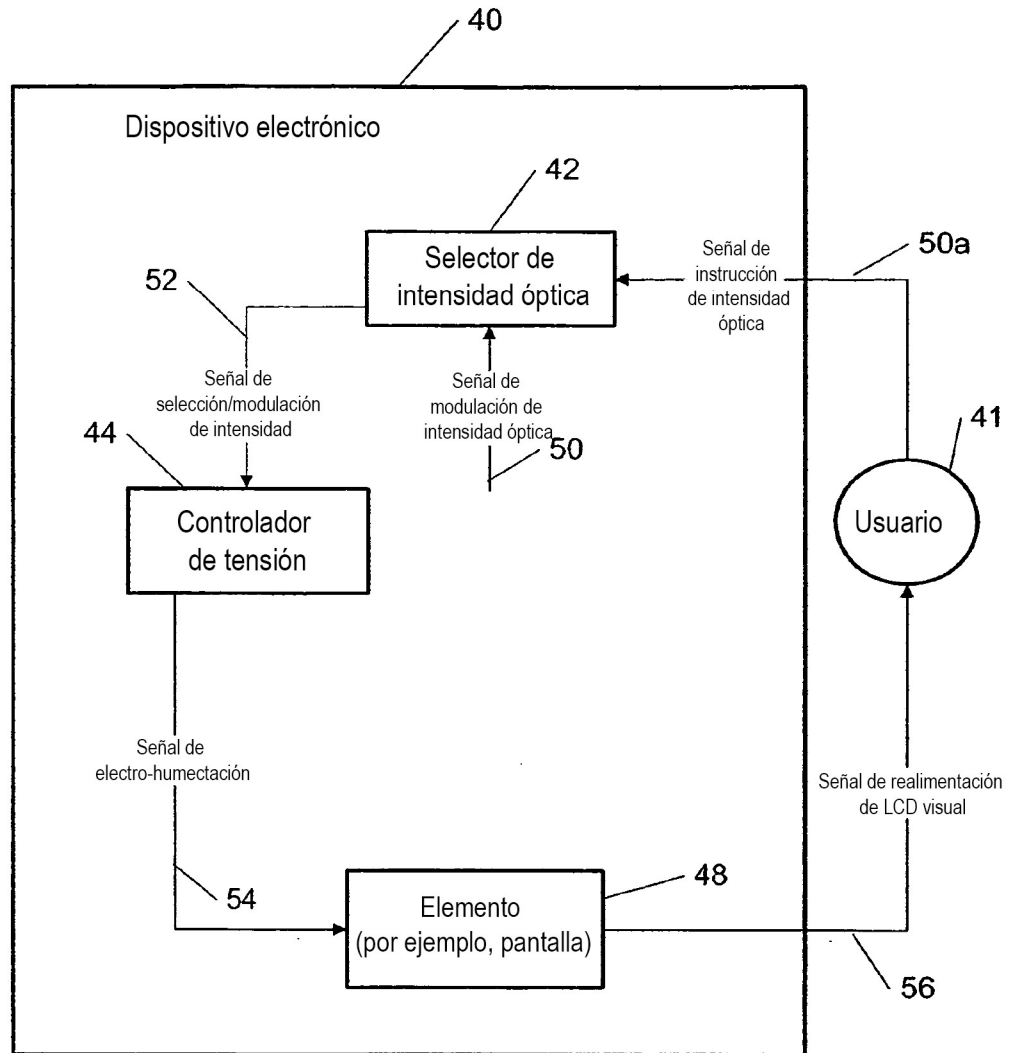 40
Dispositivo electrónico
42
Selector de
intensidad óptica
50a
Señal de
instrucción
de intensidad
óptica
52
Señal de
selección/modulación
de intensidad
Señal de
modulación de
intensidad óptica
50
44
Controlador
de tensión
41
Usuario
Señal de
electro-humectación
Señal de realimentación
de LCD visual
54
48
Elemento
(por ejemplo, pantalla)
56